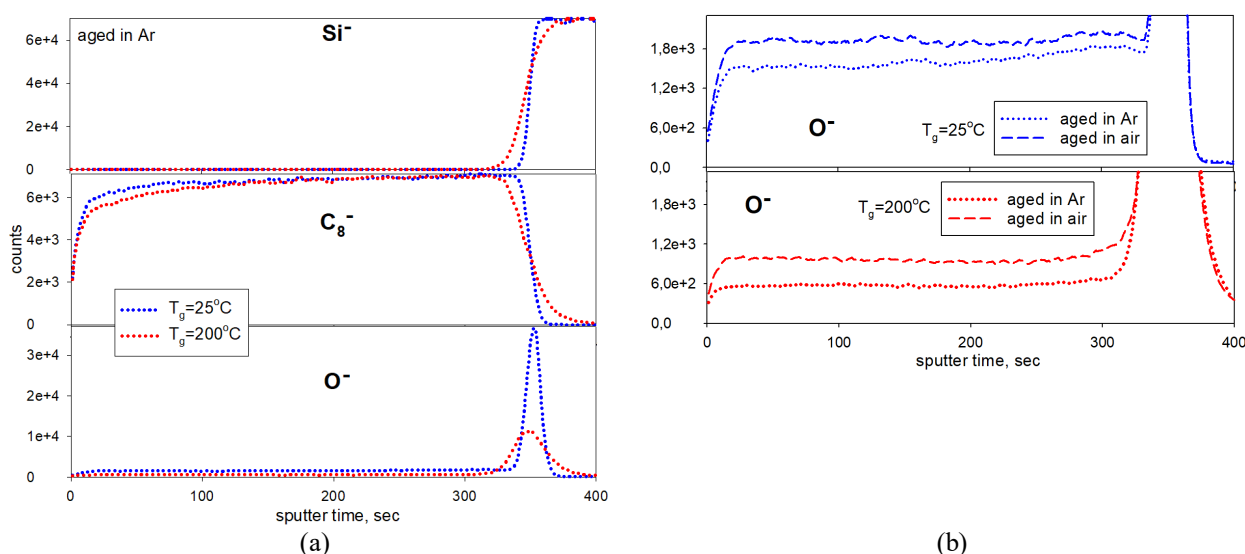 aged in Ar
Si⁻
6e+4
4e+4
2e+4
0
C₈⁻
6e+3
4e+3
2e+3
0
counts
T_g=25°C
T_g=200°C
O⁻
3e+4
2e+4
1e+4
0
0 100 200 300 400
sputter time, sec
(a)
1.8e+3
1.2e+3
6.0e+2
0,0
O⁻
T_g=25°C
aged in Ar
aged in air
O⁻
T_g=200°C
aged in Ar
aged in air
1.8e+3
1.2e+3
6.0e+2
0,0
0 100 200 300 400
sputter time, sec
(b)